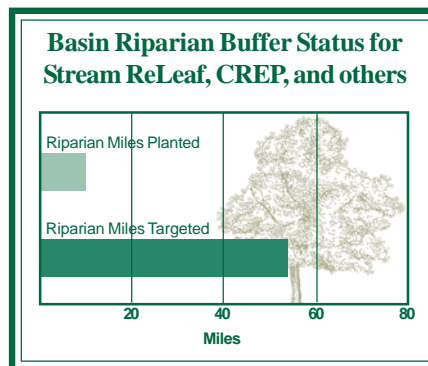 Basin Riparian Buffer Status for
Stream ReLeaf, CREP, and others
Riparian Miles Planted
Riparian Miles Targeted
20 40 60 80
Miles